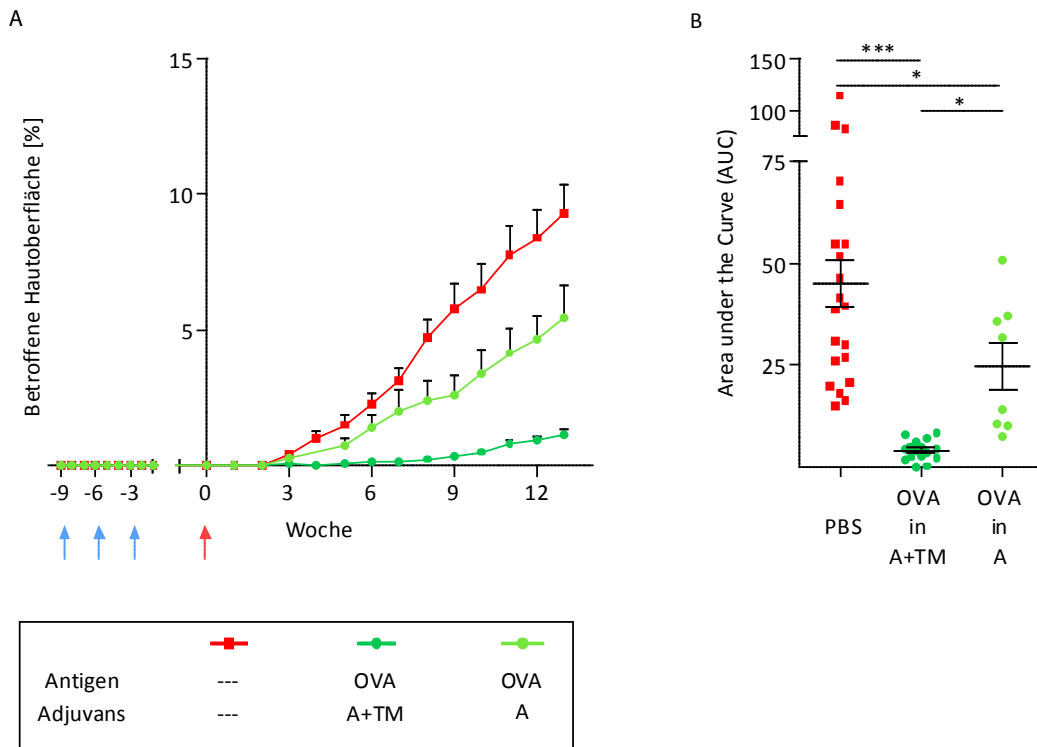 A
Betroffene Hautoberfläche [%]
15
10
5
-9 -6 -3 0 3 6 9 12
Woche
B
Area under the Curve (AUC)
150
100
75
50
25
***
*
*
PBS
OVA
in
A+TM
OVA
in
A
Antigen --- OVA OVA
Adjuvans --- A+TM A